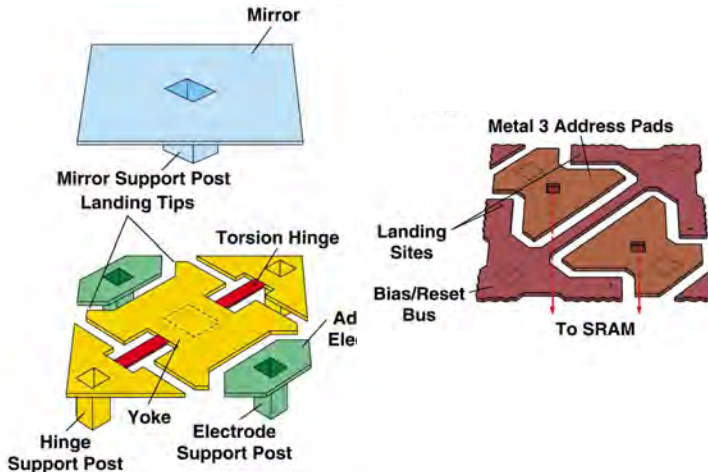 Mirror
Mirror Support Post
Landing Tips
Torsion Hinge
Yoke
Hinge
Support Post
Electrode
Support Post
Metal 3 Address Pads
Landing
Sites
Bias/Reset
Bus
To SRAM